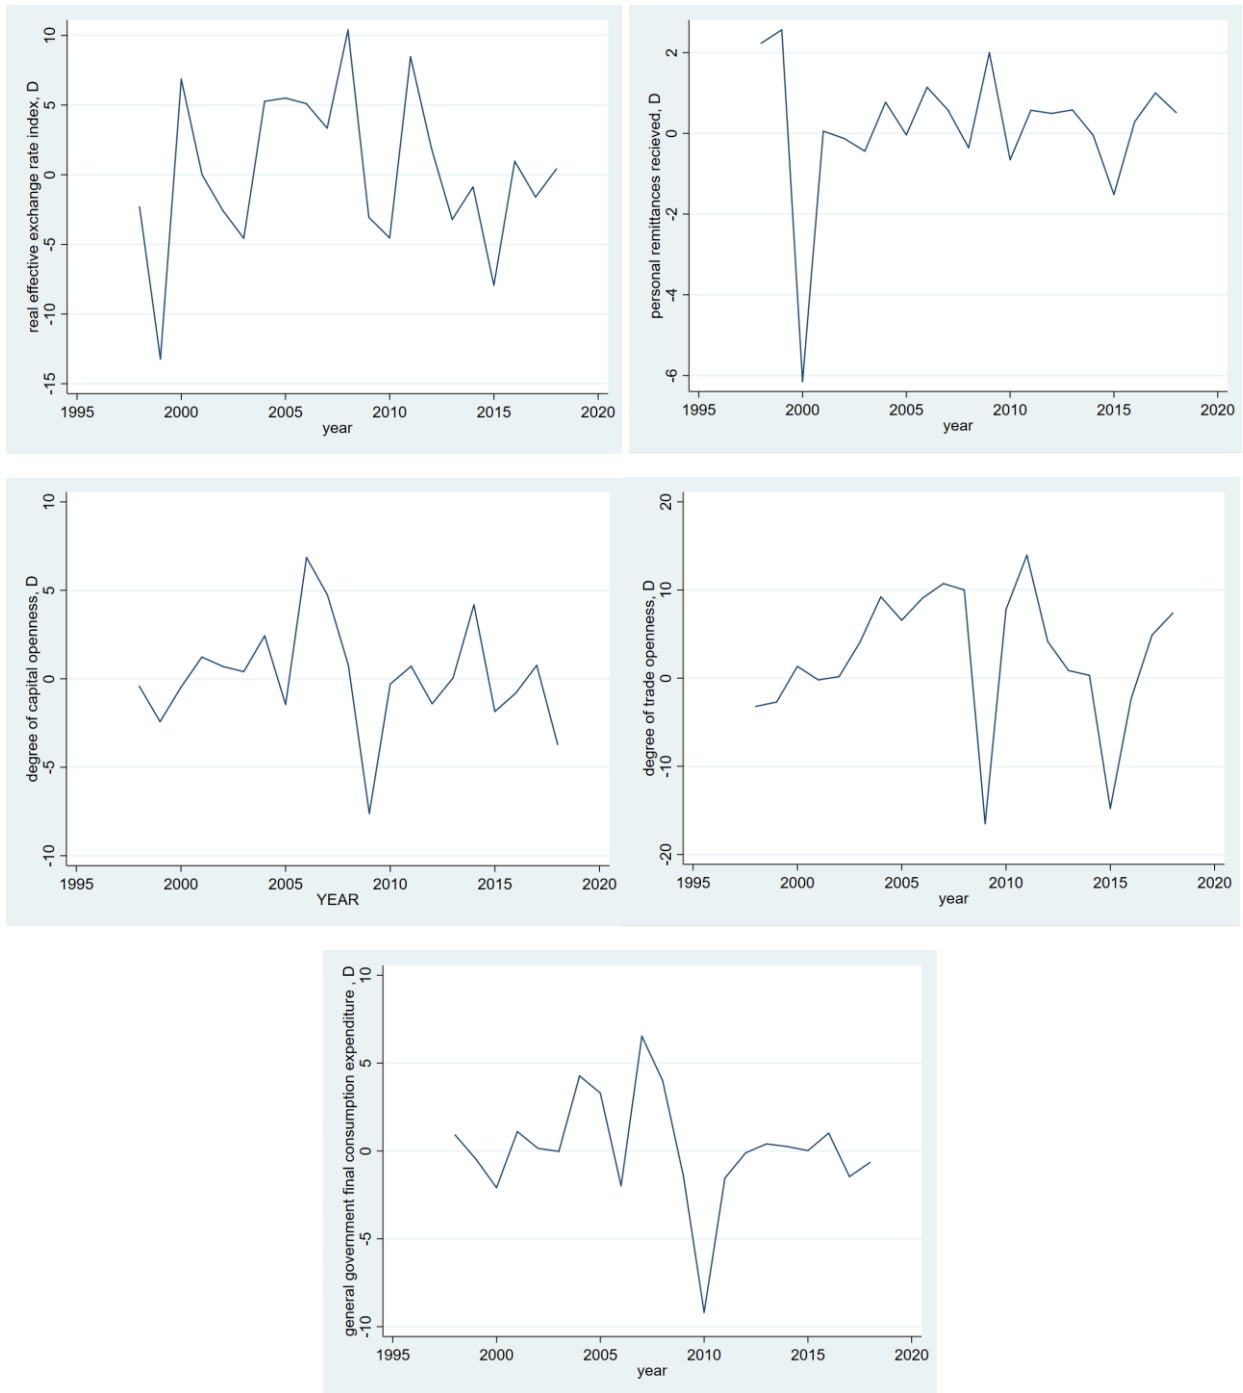 real effective exchange rate index, D
10
5
0
-5
-10
-15
1995 2000 2005 2010 2015 2020
year
personal remittances recieved, D
2
0
-2
-4
-6
1995 2000 2005 2010 2015 2020
year
degree of capital openness, D
10
5
0
-5
-10
1995 2000 2005 2010 2015 2020
YEAR
degree of trade openness, D
20
10
0
-10
-20
1995 2000 2005 2010 2015 2020
year
general government final consumption expenditure , D
10
5
0
-5
-10
1995 2000 2005 2010 2015 2020
year